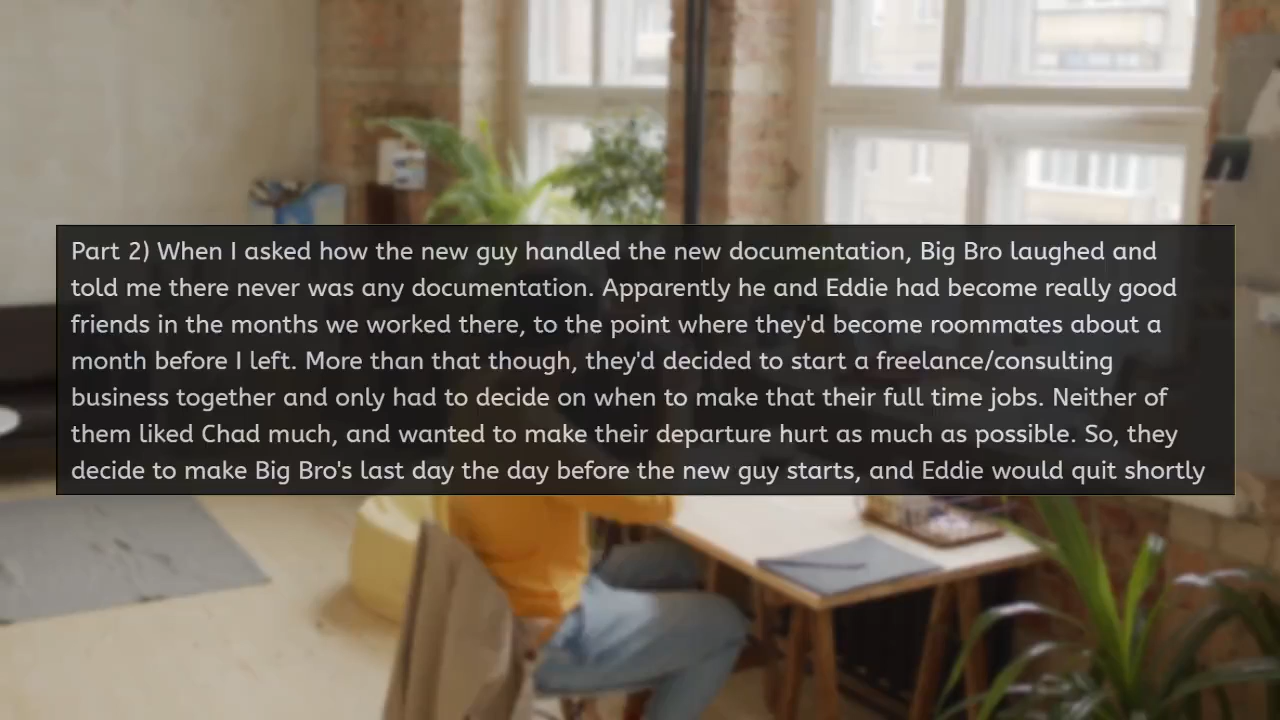 Part 2) When I asked how the new guy handled the new documentation, Big Bro laughed and
told me there never was any documentation. Apparently he and Eddie had become really good
friends in the months we worked there, to the point where they'd become roommates about a
month before I left. More than that though, they'd decided to start a freelance/consulting
business together and only had to decide on when to make that their full time jobs. Neither of
them liked Chad much, and wanted to make their departure hurt as much as possible. So, they
decide to make Big Bro's last day the day before the new guy starts, and Eddie would quit shortly